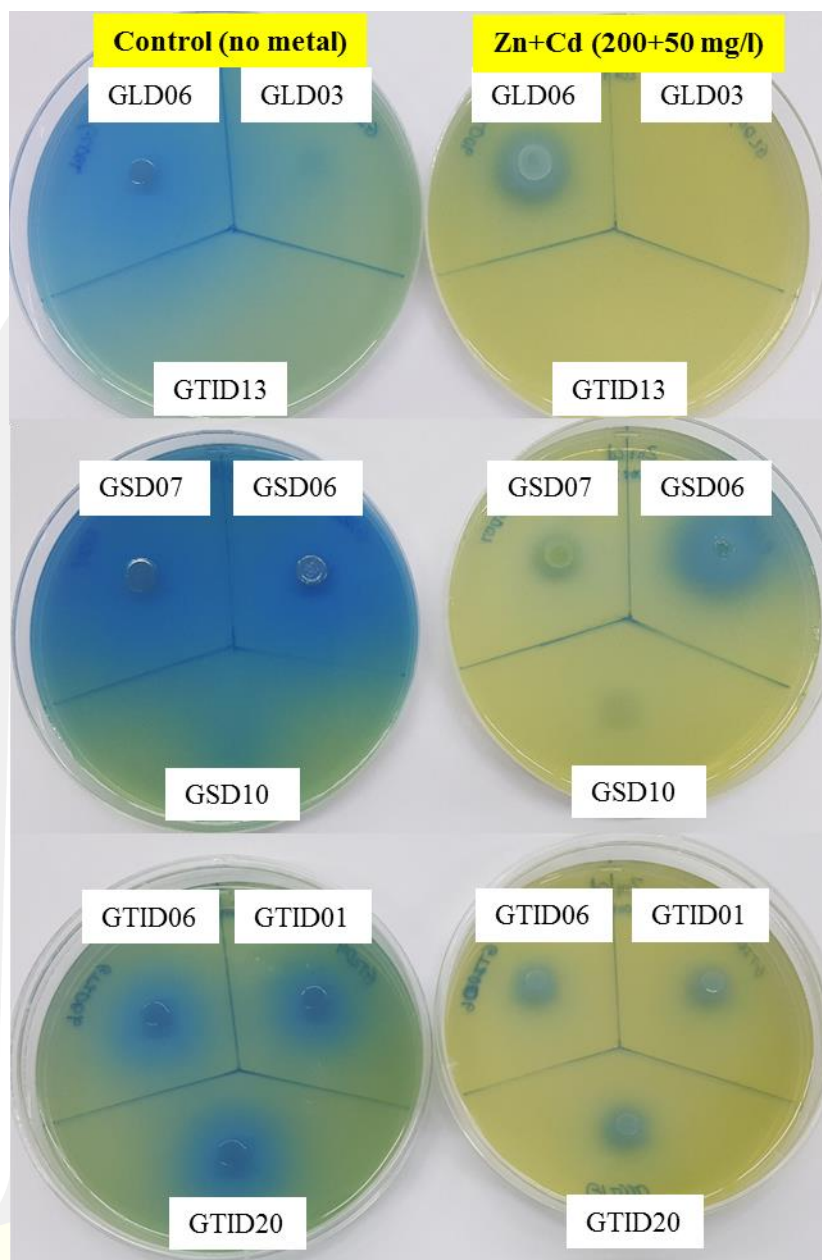 Control (no metal)
Zn+Cd (200+50 mg/l)
GLD06 GLD03
GLD06 GLD03
GTID13
GTID13
GSD07 GSD06
GSD07 GSD06
GSD10
GSD10
GTID06 GTID01
GTID06 GTID01
GTID20
GTID20